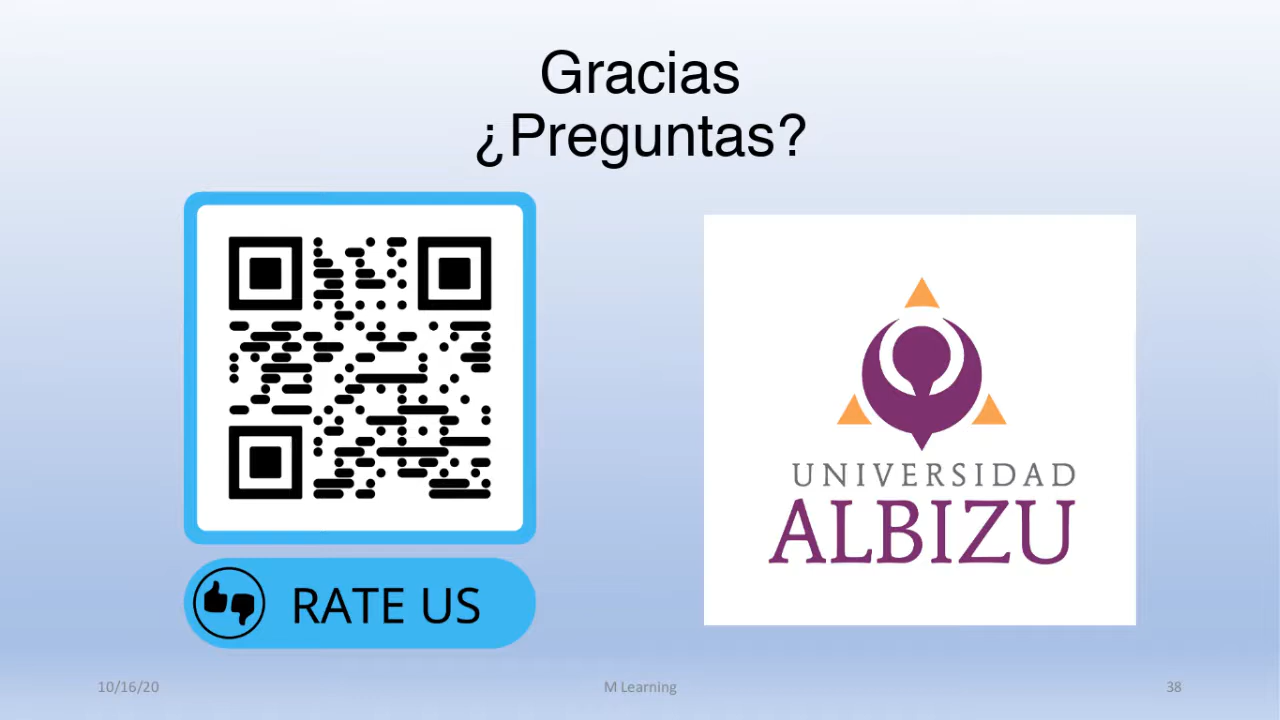 Gracias
¿Preguntas?
RATE US
UNIVERSIDAD
ALBIZU
10/16/20
M Learning
38